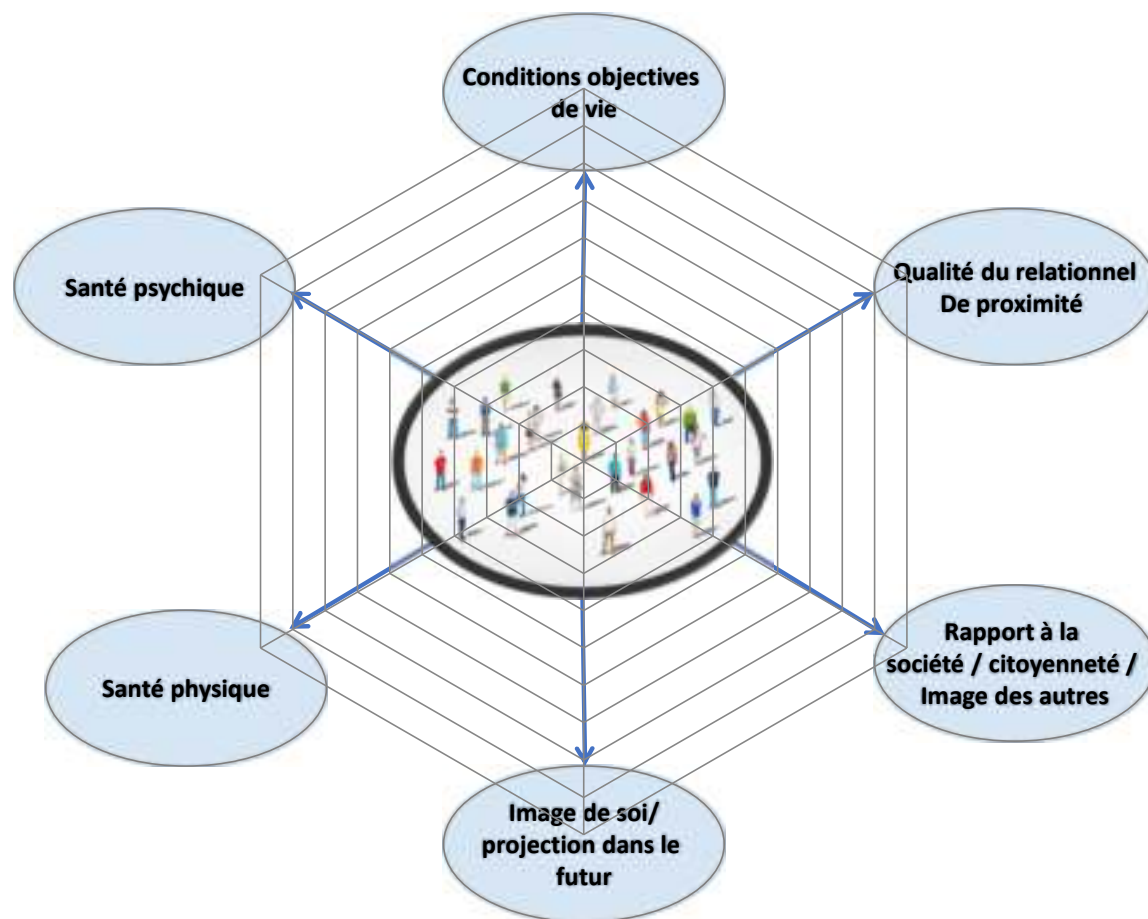 Conditions objectives
de vie
Santé psychique
Qualité du relationnel
De proximité
Santé physique
Rapport à la
société / citoyenneté /
Image des autres
Image de soi/
projection dans le
futur